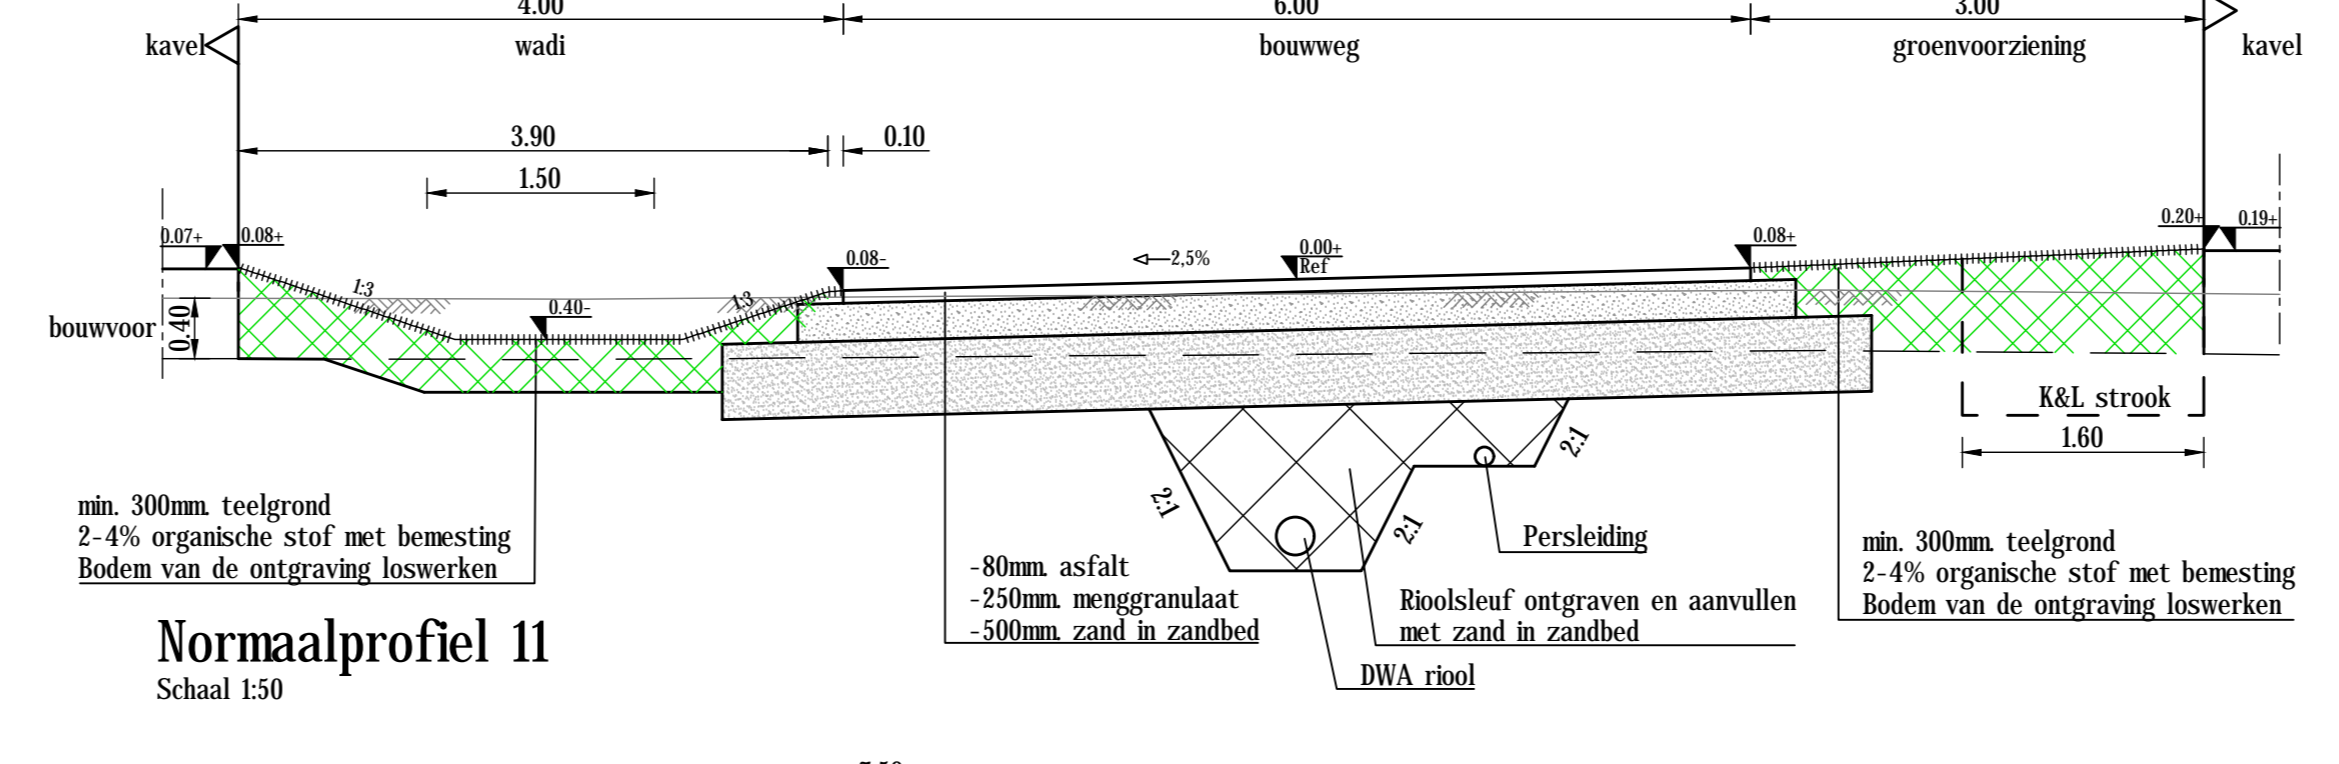 4.00
6.00
3.00
kavel
wadi
bouwweg
groenvoorziening
kavel
3.90
0.10
1.50
0.07+
0.08+
0.08-
2,5%
0.00+
Ref
0.08+
0.20+
0.19+
1:3
1:3
0.40-
bouwvoor
0.40
K&L strook
1.60
2:1
2:1
2:1
min. 300mm. teelgrond
2-4% organische stof met bemesting
Bodem van de ontgraving loswerken
-80mm. asfalt
-250mm. menggranulaat
-500mm. zand in zandbed
Persleiding
Rioolsleuf ontgraven en aanvullen
met zand in zandbed
DWA riool
min. 300mm. teelgrond
2-4% organische stof met bemesting
Bodem van de ontgraving loswerken
Normaalprofiel 11
Schaal 1:50